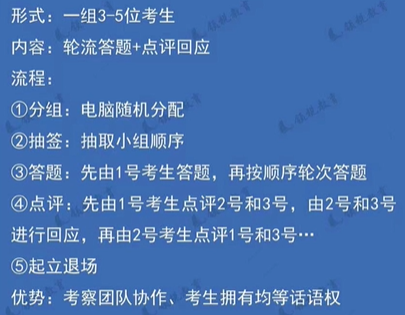 形式：一组3-5位考生
内容：轮流答题+点评回应
流程：
①分组：电脑随机分配
②抽签：抽取小组顺序
③答题：先由1号考生答题，再按顺序轮次答题
④点评：先由1号考生点评2号和3号，由2号和3号
进行回应，再由2号考生点评1号和3号…
⑤起立退场
优势：考察团队协作、考生拥有均等话语权